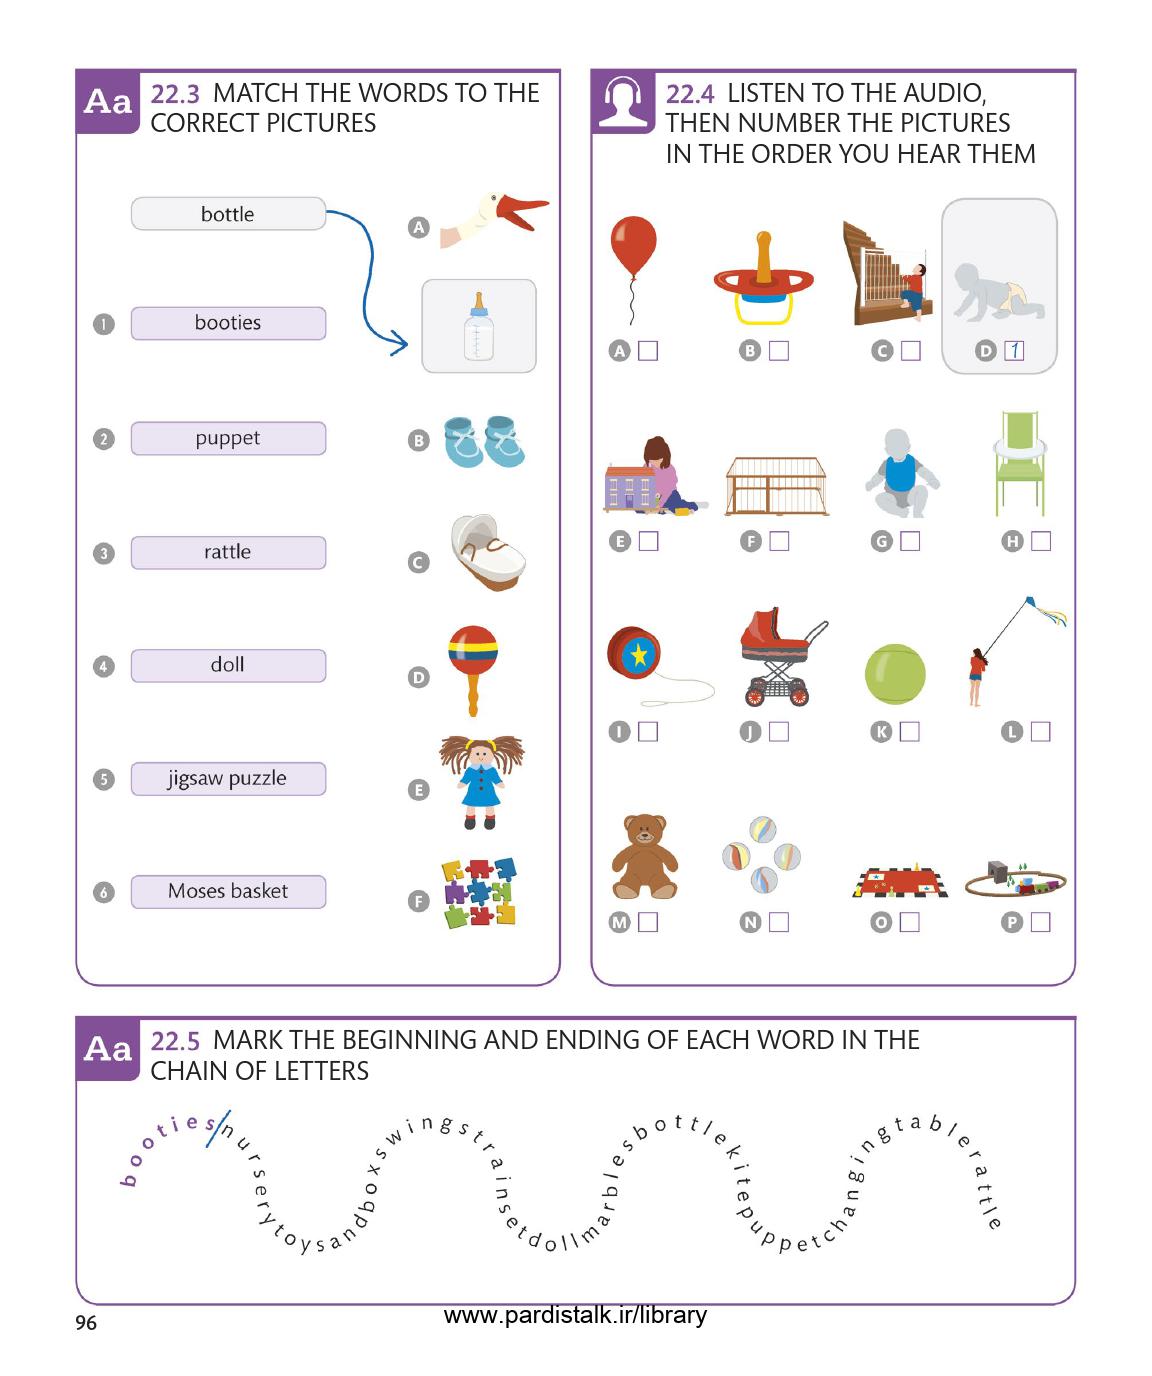 Aa 22.3 MATCH THE WORDS TO THE
CORRECT PICTURES
bottle
A
1 booties
2 puppet
B
3 rattle
C
4 doll
D
5 jigsaw puzzle
E
6 Moses basket
F
22.4 LISTEN TO THE AUDIO,
THEN NUMBER THE PICTURES
IN THE ORDER YOU HEAR THEM
A B C D 1
E F G H
I J K L
M N O P
Aa 22.5 MARK THE BEGINNING AND ENDING OF EACH WORD IN THE
CHAIN OF LETTERS
booties/nurserytoysandboxswingstrainsetdollmarblesbottlekitepuppetchangingtablerattle
96
www.pardistalk.ir/library